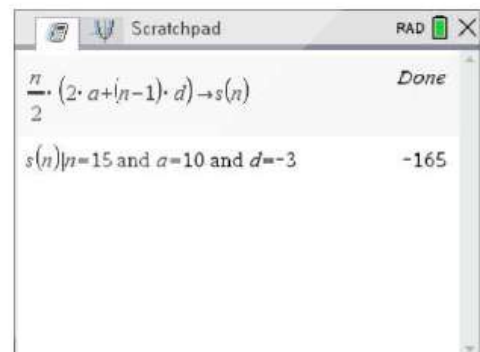 Scratchpad RAD
n/2·(2·a+(n−1)·d)→s(n) Done
s(n)|n=15 and a=10 and d=−3 −165